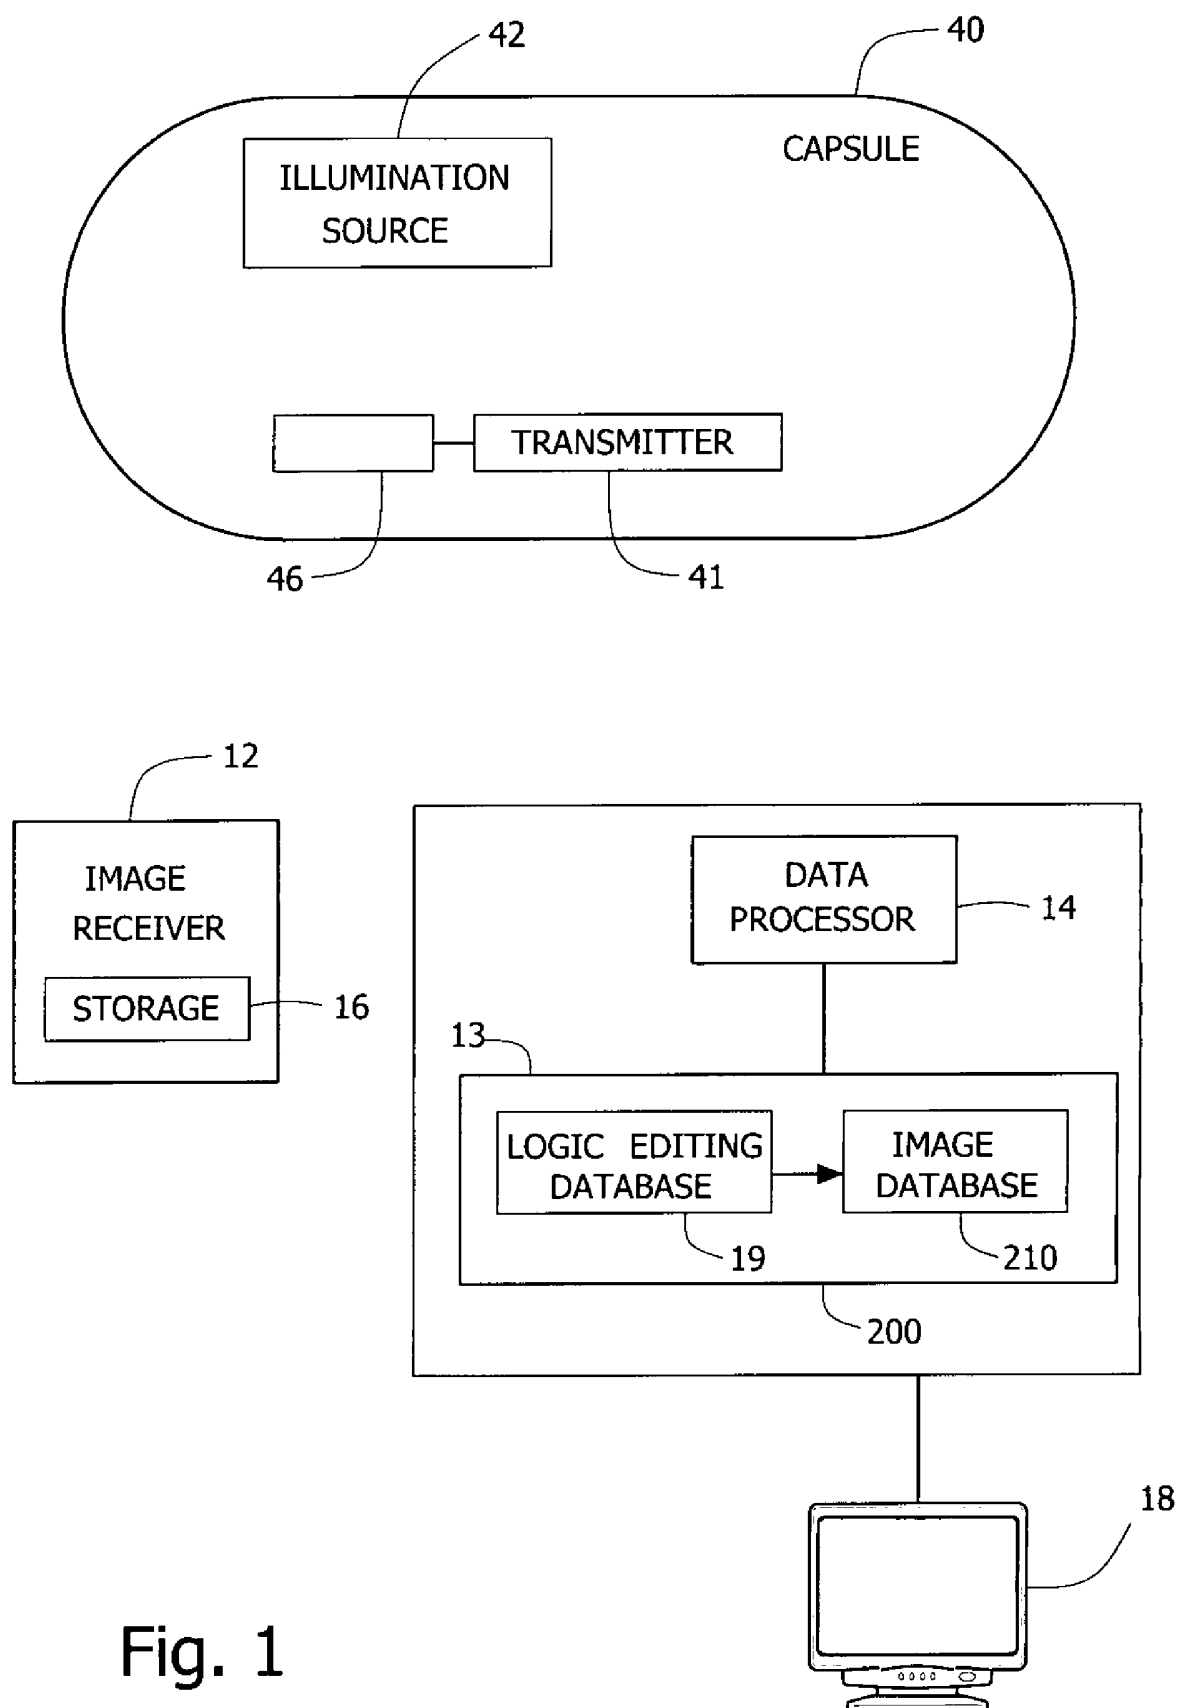 42
40
CAPSULE
ILLUMINATION
SOURCE
TRANSMITTER
46
41
12
IMAGE
RECEIVER
STORAGE
16
DATA
PROCESSOR
14
13
LOGIC EDITING
DATABASE
IMAGE
DATABASE
19
210
200
18
Fig. 1